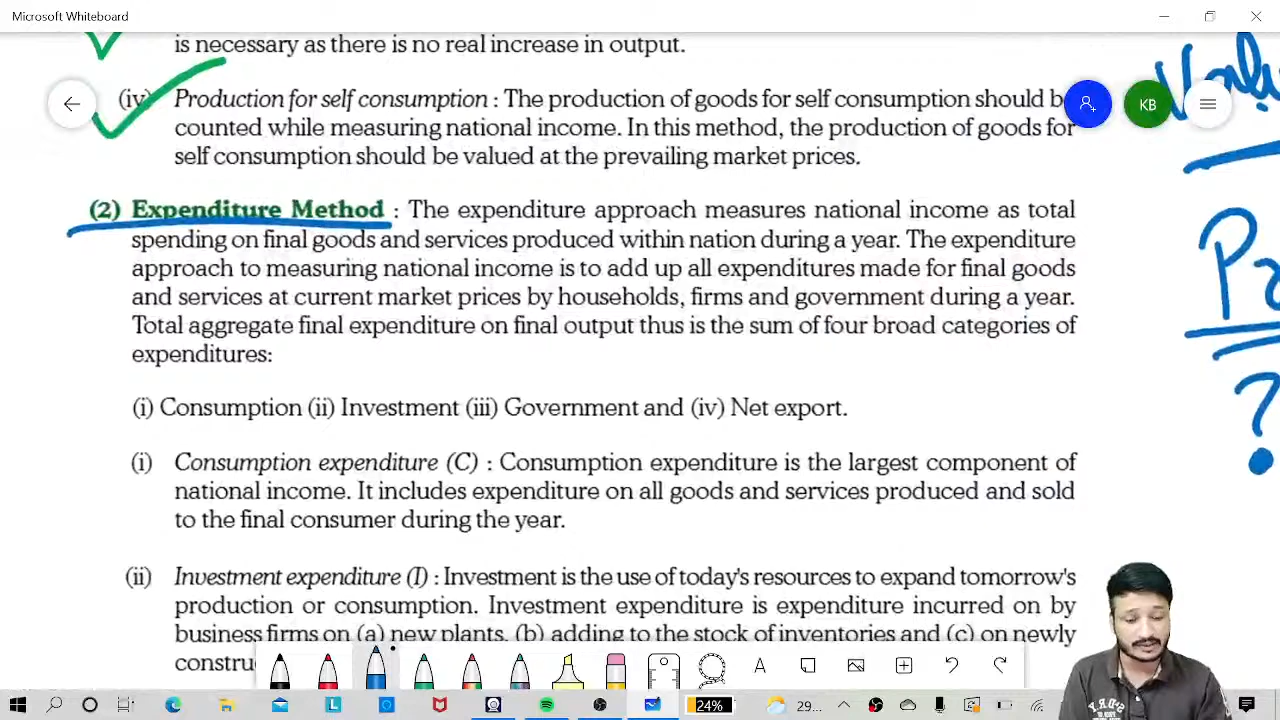 Microsoft Whiteboard
is necessary as there is no real increase in output.
(iv) Production for self consumption : The production of goods for self consumption should b
KB
counted while measuring national income. In this method, the production of goods for
self consumption should be valued at the prevailing market prices.
(2) Expenditure Method : The expenditure approach measures national income as total
spending on final goods and services produced within nation during a year. The expenditure
approach to measuring national income is to add up all expenditures made for final goods
and services at current market prices by households, firms and government during a year.
Total aggregate final expenditure on final output thus is the sum of four broad categories of
expenditures:
?
(i) Consumption (ii) Investment (iii) Government and (iv) Net export.
(i) Consumption expenditure (C) : Consumption expenditure is the largest component of
national income. It includes expenditure on all goods and services produced and sold
to the final consumer during the year.
(ii) Investment expenditure (I) : Investment is the use of today's resources to expand tomorrow's
production or consumption. Investment expenditure is expenditure incurred on by
business firms on (a) new plants, (b) adding to the stock of inventories and (c) on newly
constru
A
24%
29...